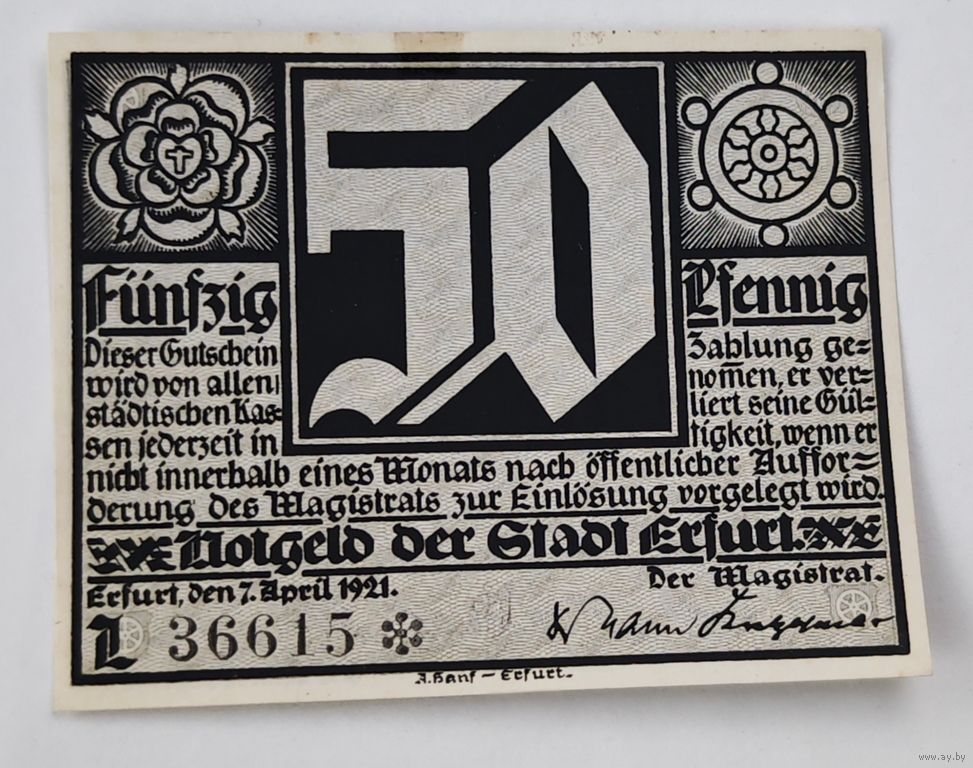 50
Fünfzig Pfennig
Dieser Gutschein
wird von allen
städtischen Kas=
sen jederzeit in
Zahlung ge=
nom̄en, er ver=
liert seine Gül=
tigkeit, wenn er
nicht innerhalb eines Monats nach öffentlicher Auffor=
derung des Magistrats zur Einlösung vorgelegt wird.
Notgeld der Stadt Erfurt.
Erfurt, den 7. April 1921.
Der Magistrat.
L 36615
A. Hanf – Erfurt.
www.ay.by